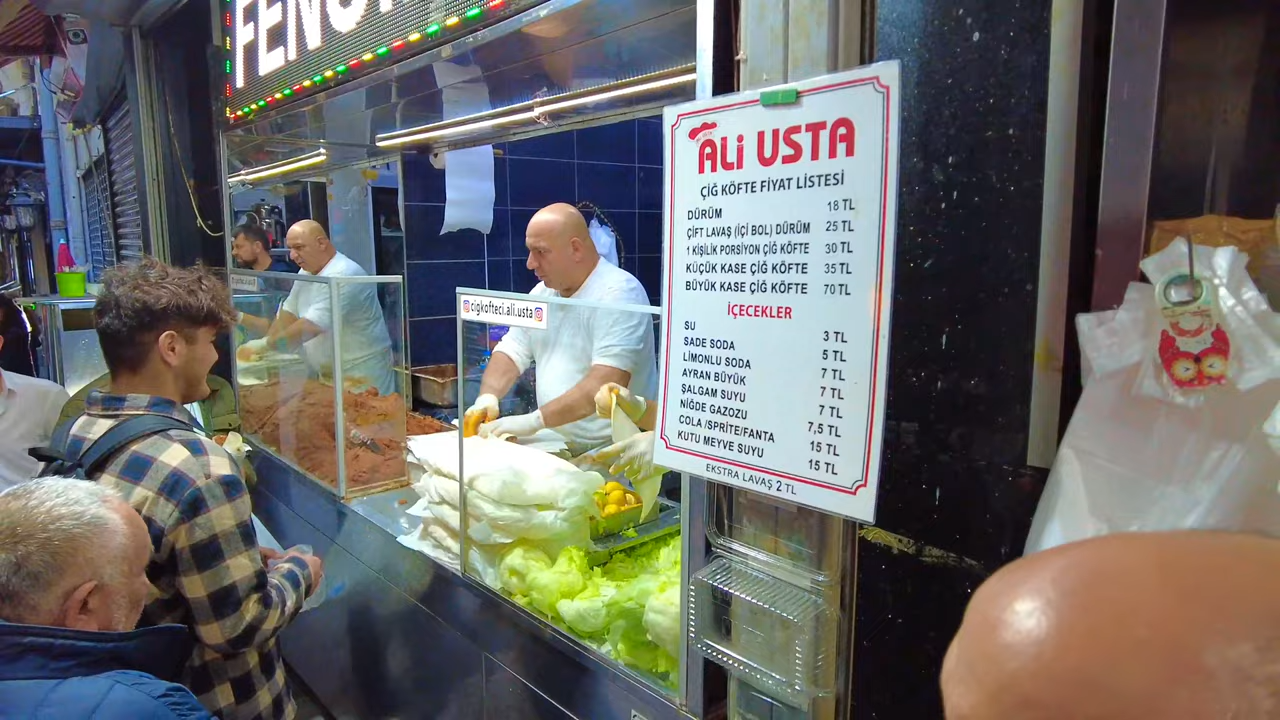 FENO
cigkofteci.ali.usta
ALİ USTA
ÇİĞ KÖFTE FİYAT LİSTESİ
DÜRÜM 18 TL
ÇİFT LAVAŞ (İÇİ BOL) DÜRÜM 25 TL
1 KİŞİLİK PORSİYON ÇİĞ KÖFTE 30 TL
KÜÇÜK KASE ÇİĞ KÖFTE 35 TL
BÜYÜK KASE ÇİĞ KÖFTE 70 TL
İÇECEKLER
SU 3 TL
SADE SODA 5 TL
LİMONLU SODA 7 TL
AYRAN BÜYÜK 7 TL
ŞALGAM SUYU 7 TL
NİĞDE GAZOZU 7,5 TL
COLA /SPRİTE/FANTA 15 TL
KUTU MEYVE SUYU 15 TL
EKSTRA LAVAŞ 2 TL